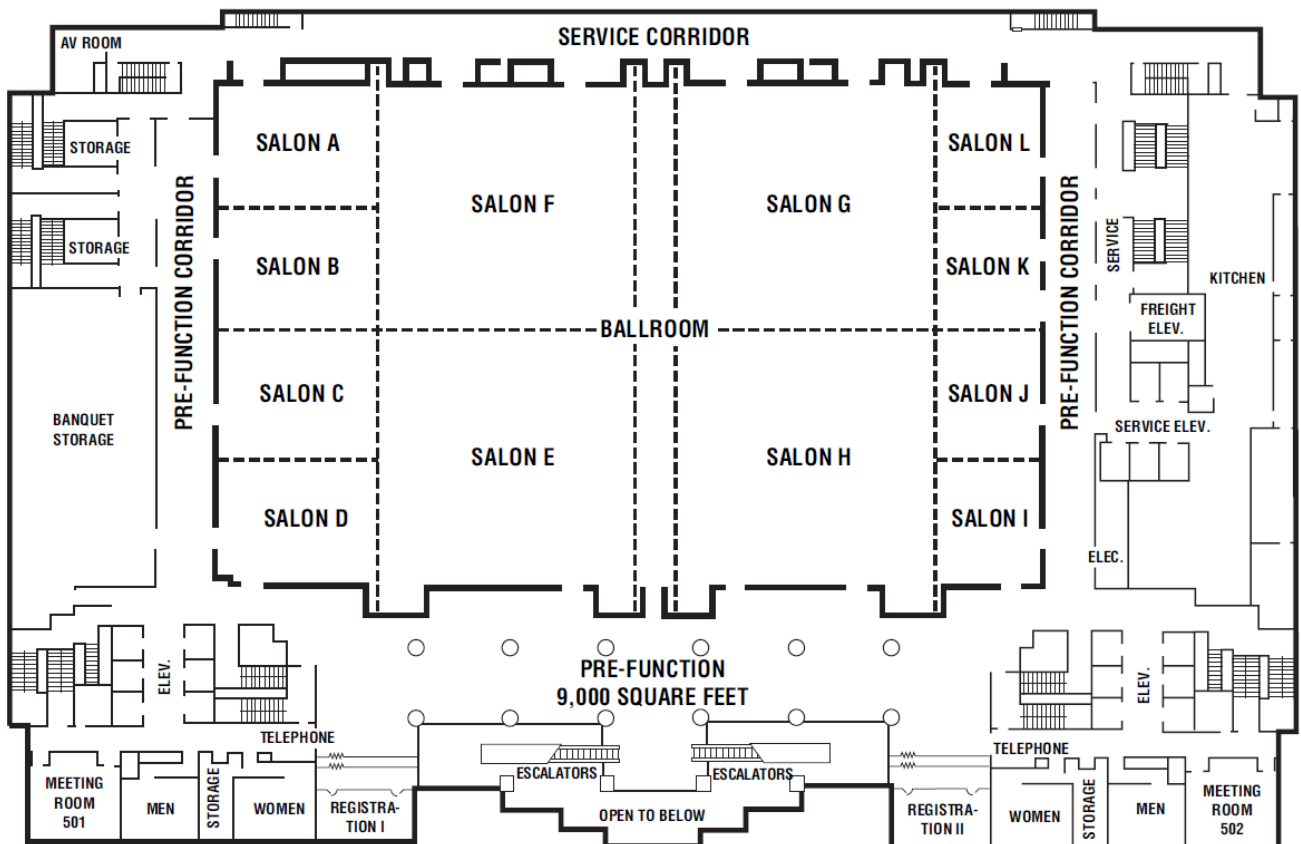 SERVICE CORRIDOR
AV ROOM
STORAGE
STORAGE
PRE-FUNCTION CORRIDOR
BANQUET
STORAGE
SALON A
SALON B
SALON C
SALON D
SALON F
SALON E
BALLROOM
SALON G
SALON H
SALON L
SALON K
SALON J
SALON I
PRE-FUNCTION CORRIDOR
SERVICE
KITCHEN
FREIGHT
ELEV.
SERVICE ELEV.
ELEC.
ELEV.
PRE-FUNCTION
9,000 SQUARE FEET
ELEV.
TELEPHONE
TELEPHONE
ESCALATORS
ESCALATORS
OPEN TO BELOW
MEETING
ROOM
501
MEN
STORAGE
WOMEN
REGISTRA-
TION I
REGISTRA-
TION II
WOMEN
STORAGE
MEN
MEETING
ROOM
502